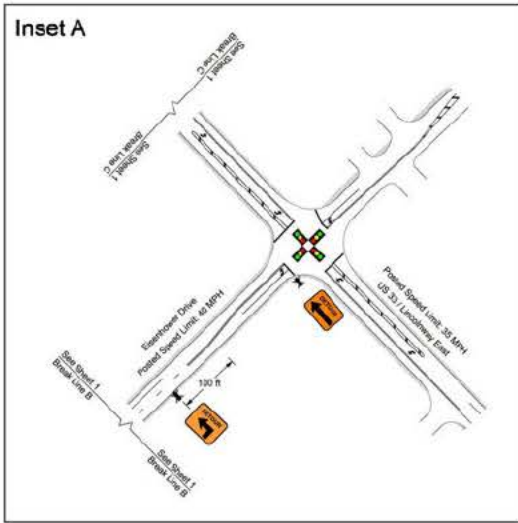 Inset A
See Sheet 1
Break Line C
See Sheet 1
Break Line C
Eisenhower Drive
Posted Speed Limit: 40 MPH
Posted Speed Limit: 35 MPH
US 33 / Lincolnway East
DETOUR
100 ft
DETOUR
See Sheet 1
Break Line B
See Sheet 1
Break Line B